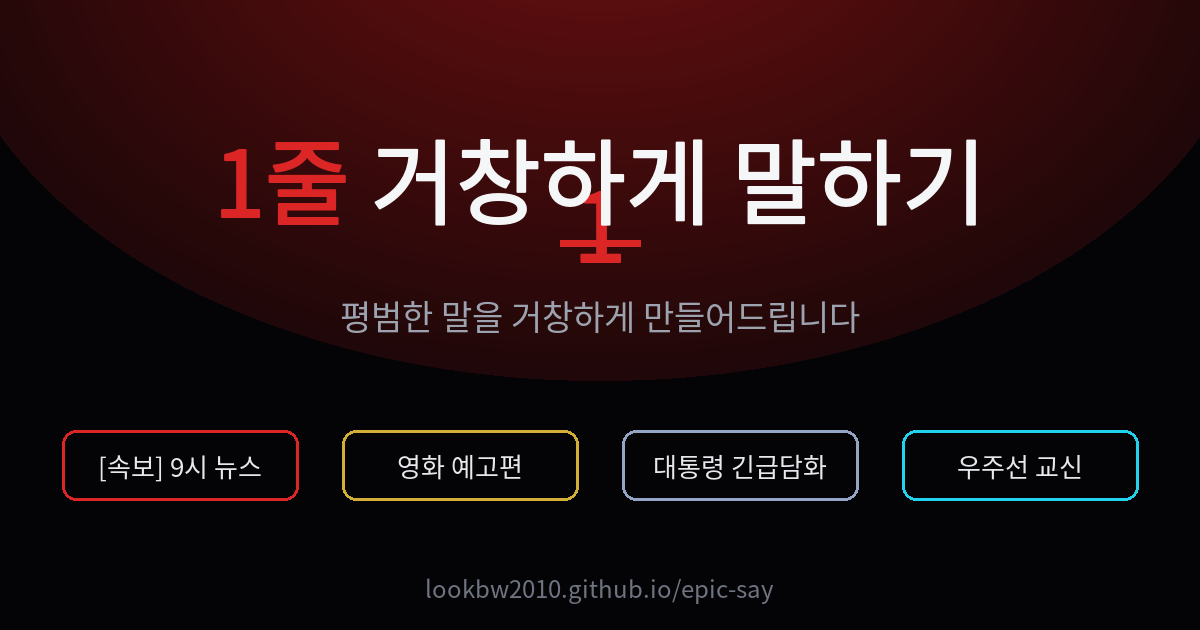 1줄 거창하게 말하기
1
평범한 말을 거창하게 만들어드립니다
[속보] 9시 뉴스
영화 예고편
대통령 긴급담화
우주선 교신
lookbw2010.github.io/epic-say